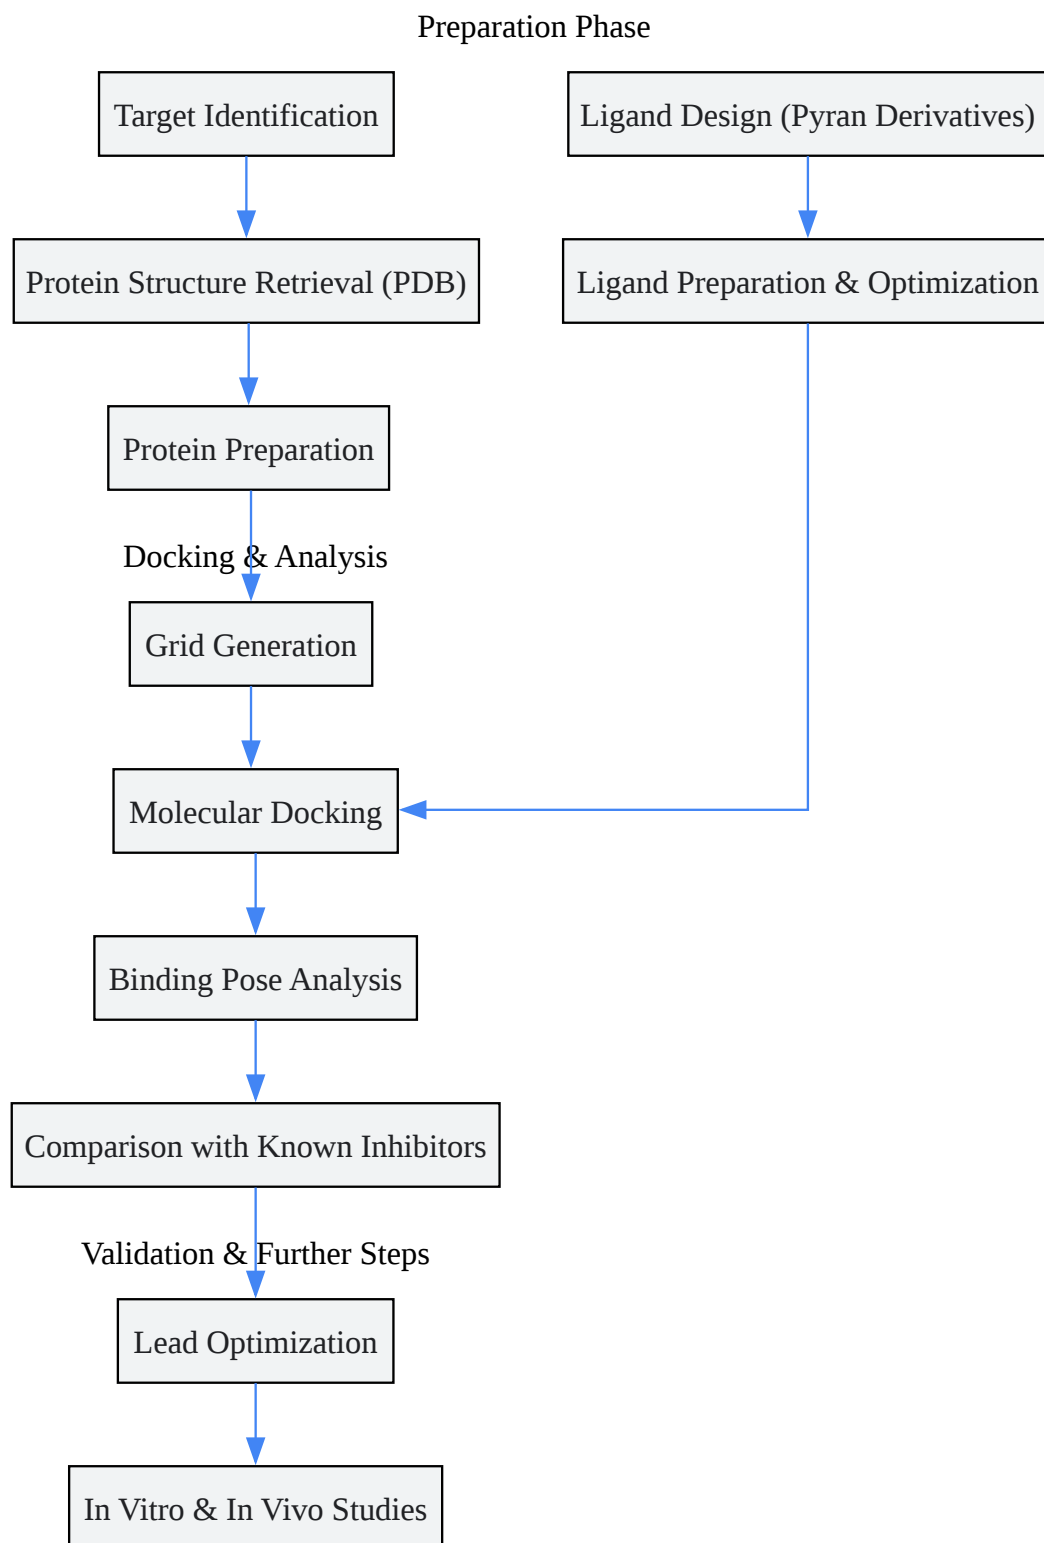 Preparation Phase
Target Identification
Ligand Design (Pyran Derivatives)
Protein Structure Retrieval (PDB)
Ligand Preparation & Optimization
Protein Preparation
Docking & Analysis
Grid Generation
Molecular Docking
Binding Pose Analysis
Comparison with Known Inhibitors
Validation & Further Steps
Lead Optimization
In Vitro & In Vivo Studies